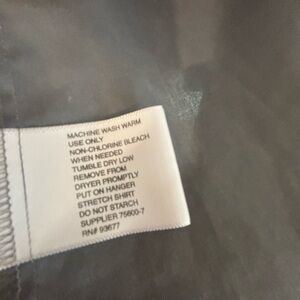 MACHINE WASH WARM
USE ONLY
NON-CHLORINE BLEACH
WHEN NEEDED
TUMBLE DRY LOW
REMOVE FROM
DRYER PROMPTLY
PUT ON HANGER
STRETCH SHIRT
DO NOT STARCH
SUPPLIER 75600-7
RN# 93677